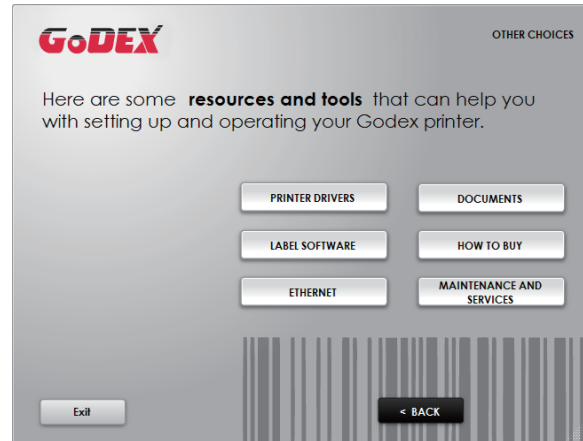 GoDEX
OTHER CHOICES
Here are some resources and tools that can help you
with setting up and operating your Godex printer.
PRINTER DRIVERS
DOCUMENTS
LABEL SOFTWARE
HOW TO BUY
ETHERNET
MAINTENANCE AND
SERVICES
Exit
< BACK